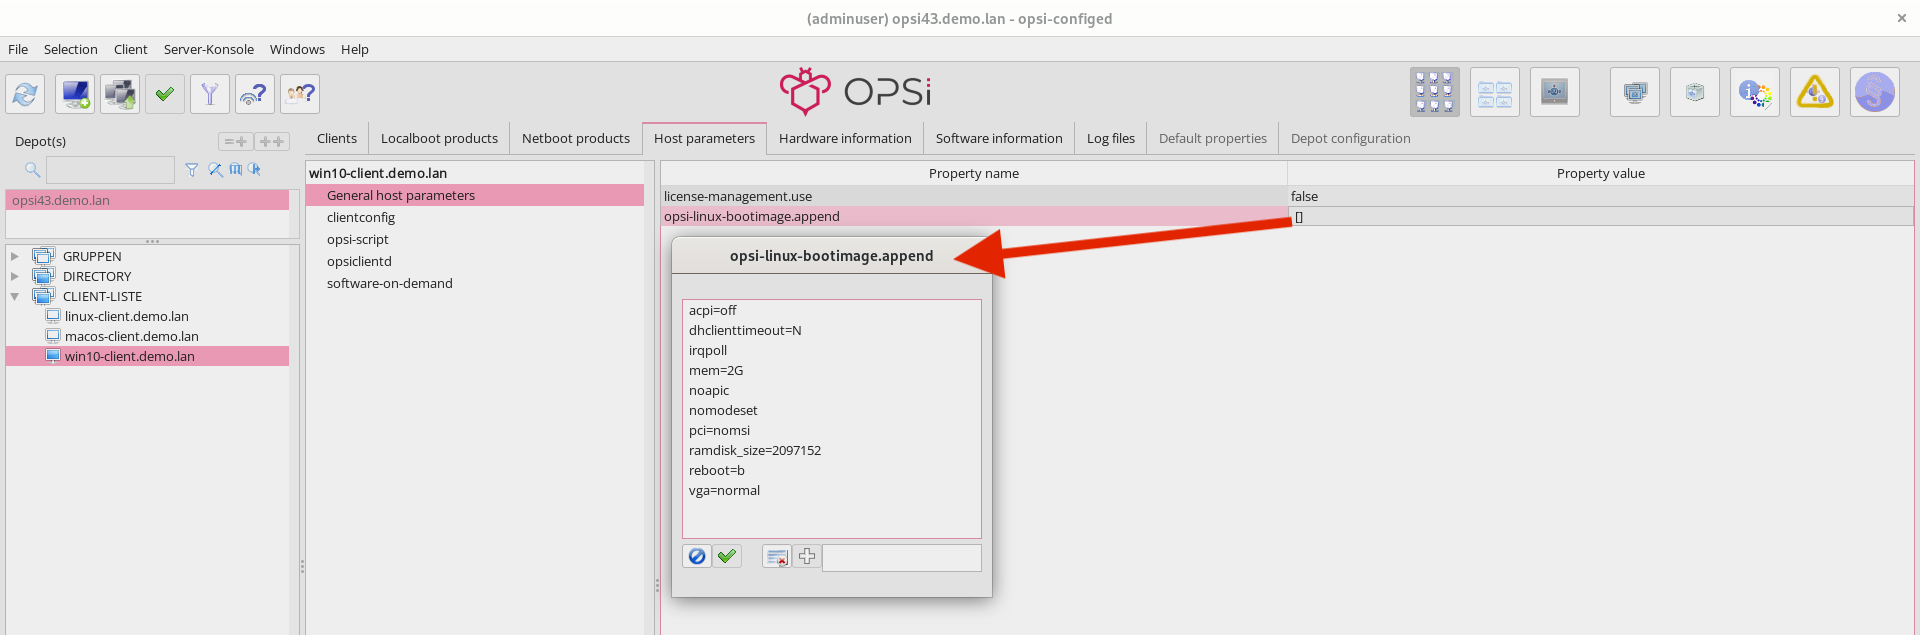 (adminuser) opsi43.demo.lan - opsi-configed
File Selection Client Server-Konsole Windows Help
OPSi
Depot(s)
Clients Localboot products Netboot products Host parameters Hardware information Software information Log files Default properties Depot configuration
opsi43.demo.lan
GRUPPEN
DIRECTORY
CLIENT-LISTE
linux-client.demo.lan
macos-client.demo.lan
win10-client.demo.lan
win10-client.demo.lan
General host parameters
clientconfig
opsi-script
opsiclientd
software-on-demand
Property name Property value
license-management.use false
opsi-linux-bootimage.append []
opsi-linux-bootimage.append
acpi=off
dhclienttimeout=N
irqpoll
mem=2G
noapic
nomodeset
pci=nomsi
ramdisk_size=2097152
reboot=b
vga=normal